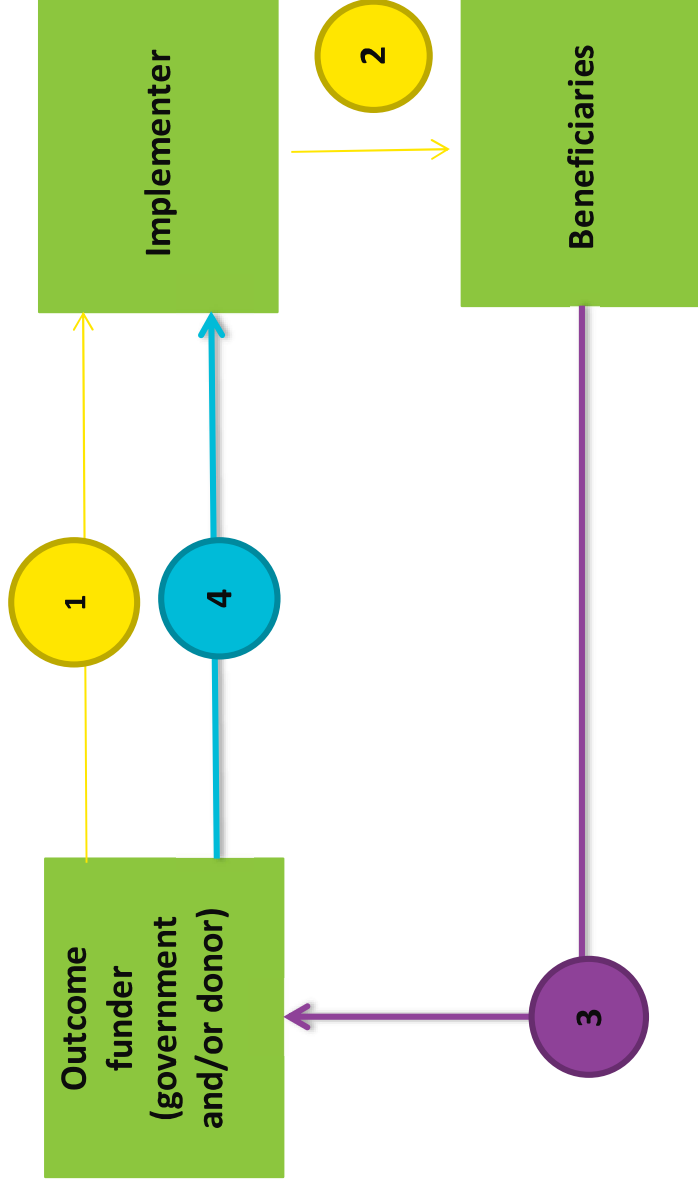 Outcome
funder
(government
and/or donor)
1
4
Implementer
2
3
Beneficiaries